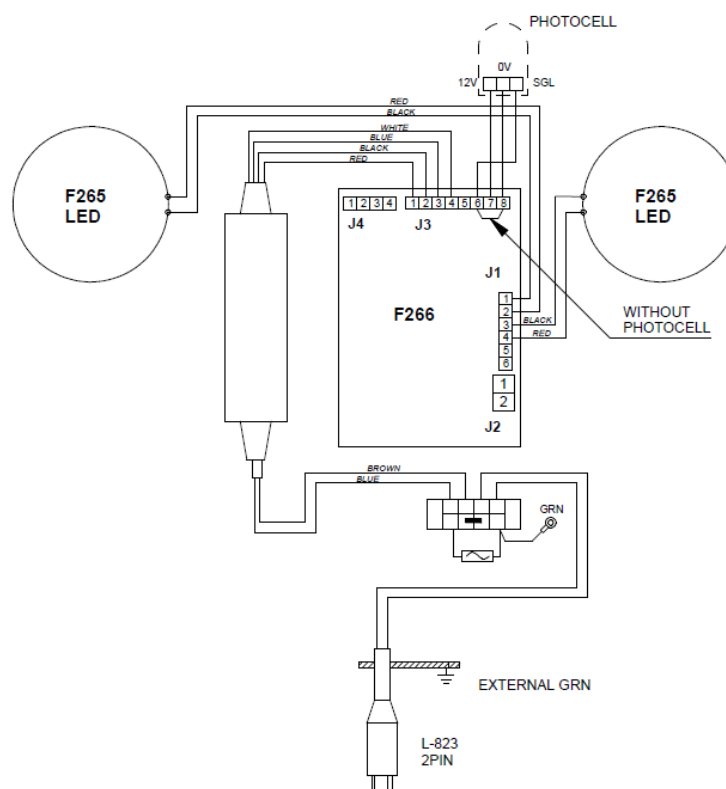 PHOTOCELL
0V
12V
SGL
RED
BLACK
WHITE
BLUE
BLACK
RED
F265
LED
F265
LED
1 2 3 4
1 2 3 4 5 6 7 8
J4
J3
J1
F266
1
2
3
4
5
6
BLACK
RED
WITHOUT
PHOTOCELL
1
2
J2
BROWN
BLUE
GRN
EXTERNAL GRN
L-823
2PIN